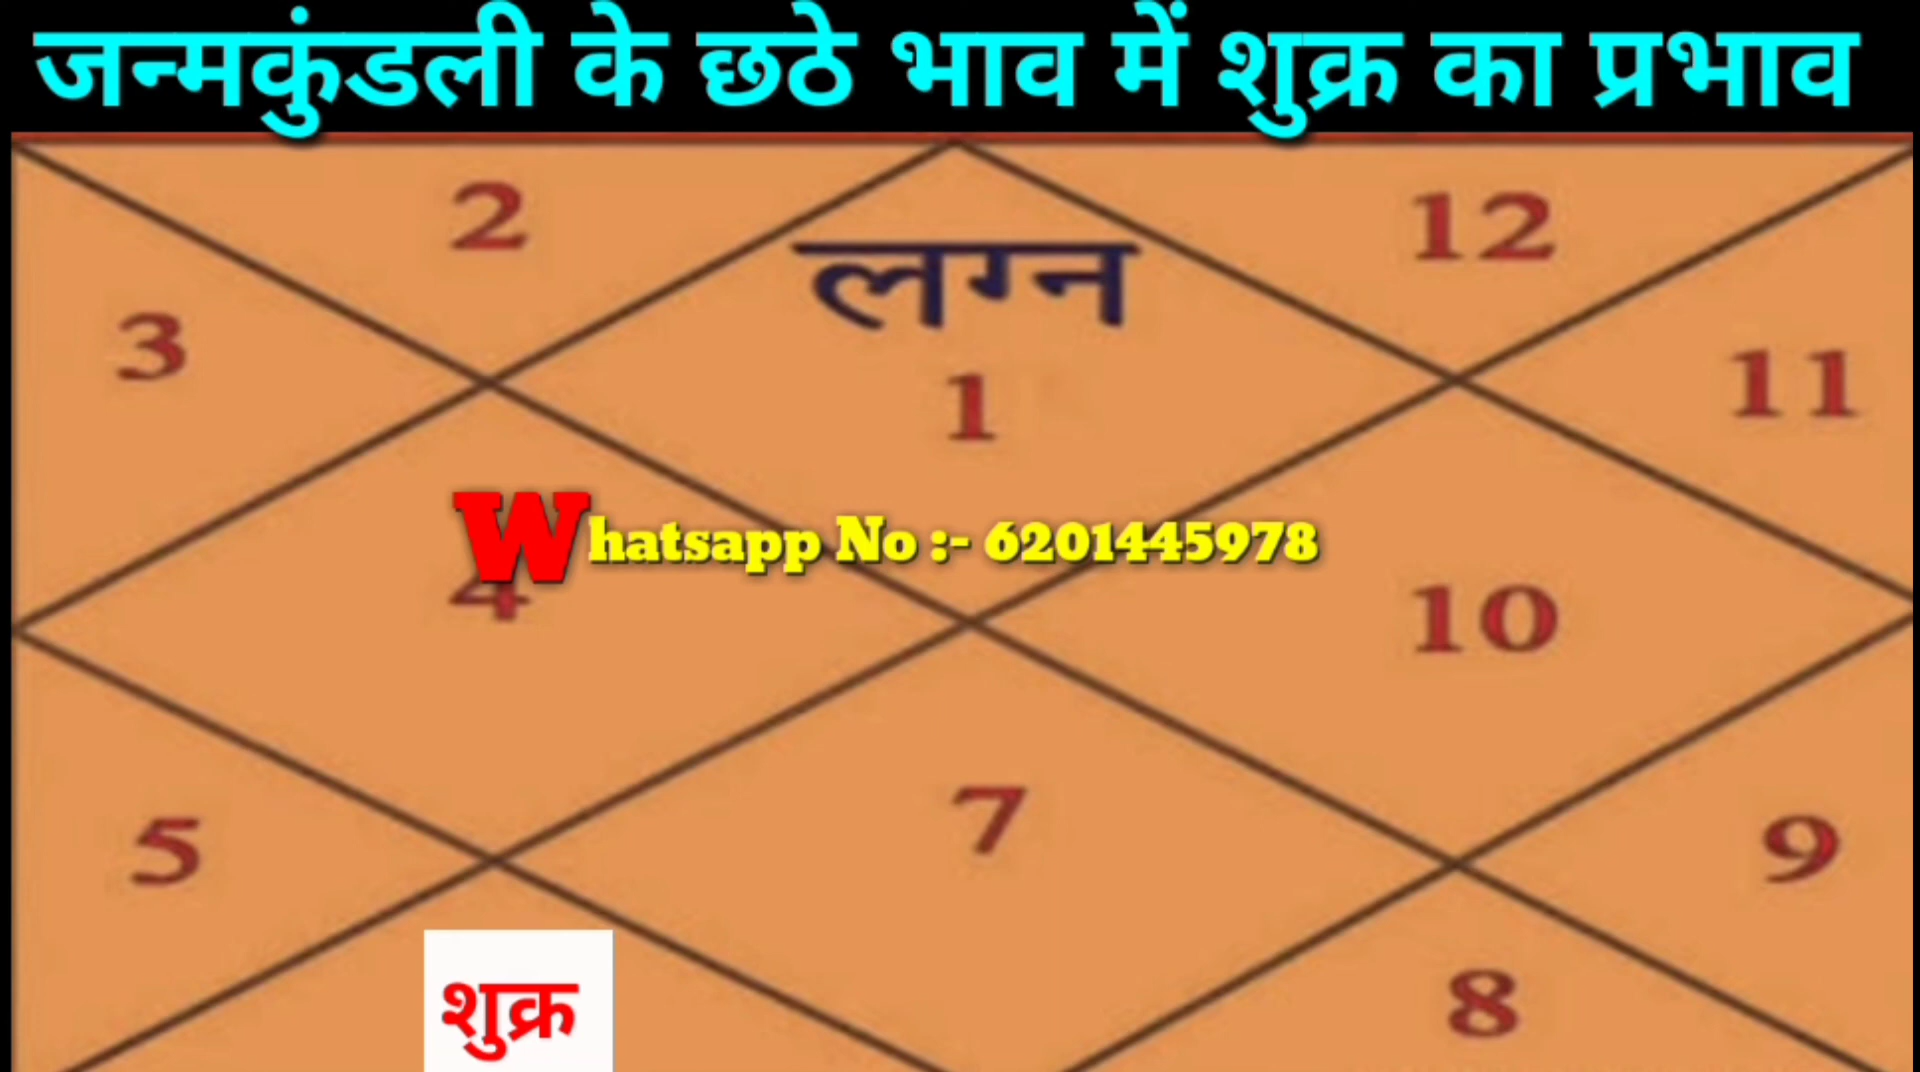 जन्मकुंडली के छठे भाव में शुक्र का प्रभाव
2
12
लग्न
3
11
1
Whatsapp No :- 6201445978
4
10
7
5
9
8
शुक्र